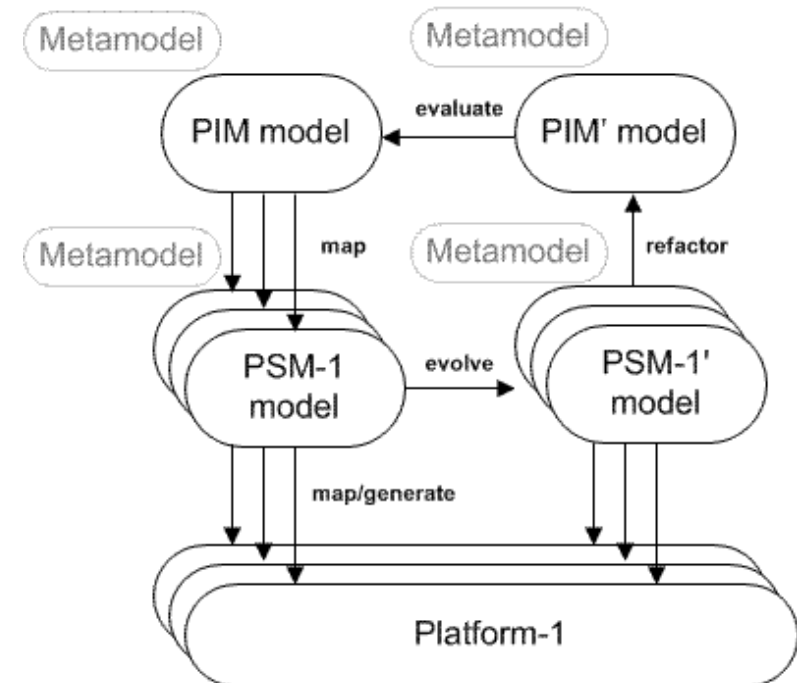 Metamodel
Metamodel
PIM model
evaluate
PIM' model
Metamodel
map
Metamodel
refactor
PSM-1
model
evolve
PSM-1'
model
map/generate
Platform-1